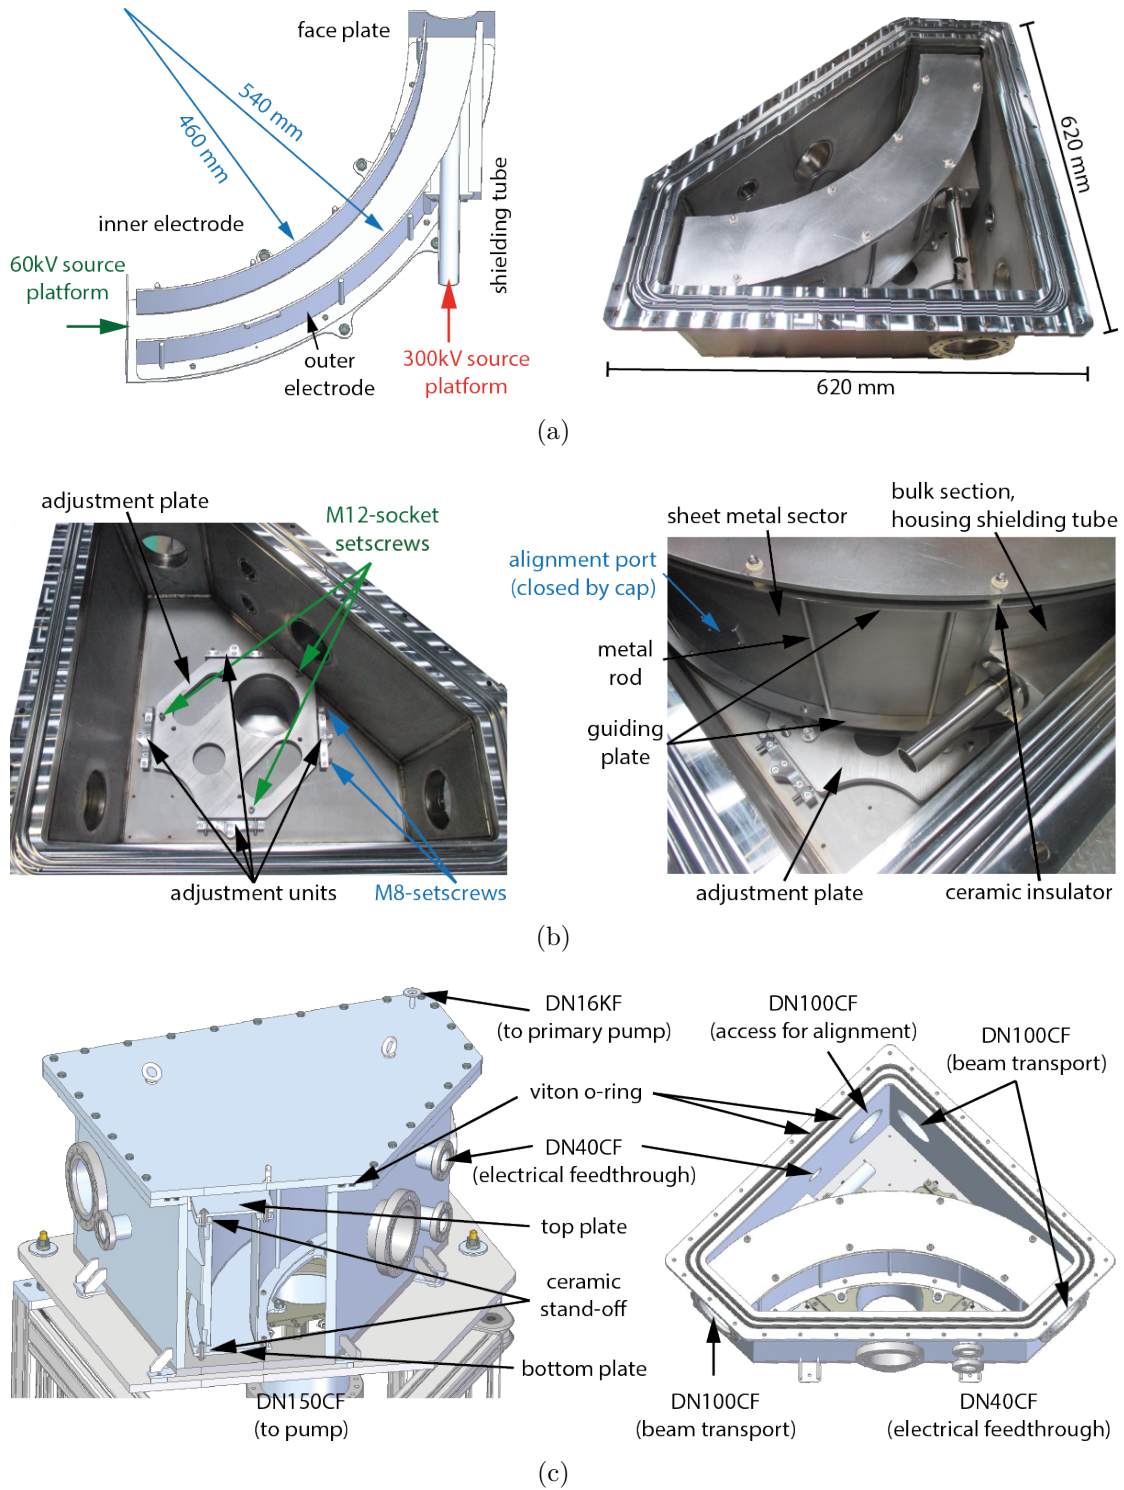 face plate
540 mm
460 mm
inner electrode
60kV source
platform
shielding tube
outer
electrode
300kV source
platform
620 mm
620 mm
(a)
adjustment plate
M12-socket
setscrews
adjustment units
M8-setscrews
bulk section,
housing shielding tube
sheet metal sector
alignment port
(closed by cap)
metal
rod
guiding
plate
adjustment plate
ceramic insulator
(b)
DN16KF
(to primary pump)
DN100CF
(access for alignment)
DN100CF
(beam transport)
viton o-ring
DN40CF
(electrical feedthrough)
top plate
ceramic
stand-off
bottom plate
DN150CF
(to pump)
DN100CF
(beam transport)
DN40CF
(electrical feedthrough)
(c)